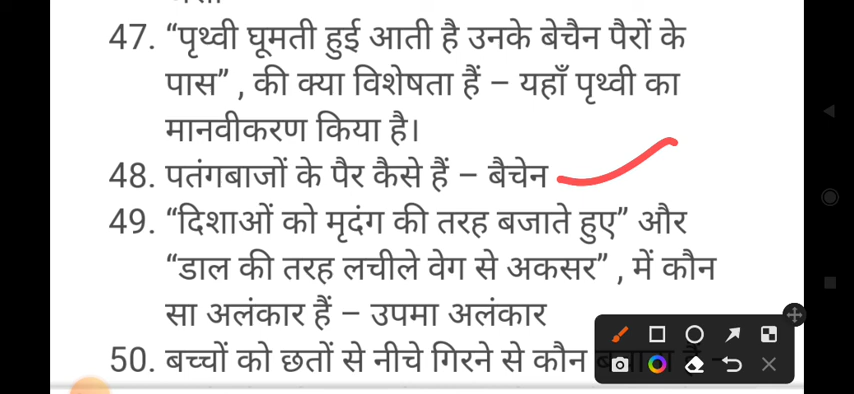 47. “पृथ्वी घूमती हुई आती है उनके बेचैन पैरों के
पास” , की क्या विशेषता हैं – यहाँ पृथ्वी का
मानवीकरण किया है।
48. पतंगबाजों के पैर कैसे हैं – बैचेन
49. “दिशाओं को मृदंग की तरह बजाते हुए” और
“डाल की तरह लचीले वेग से अकसर” , में कौन
सा अलंकार हैं – उपमा अलंकार
50. बच्चों को छतों से नीचे गिरने से कौन